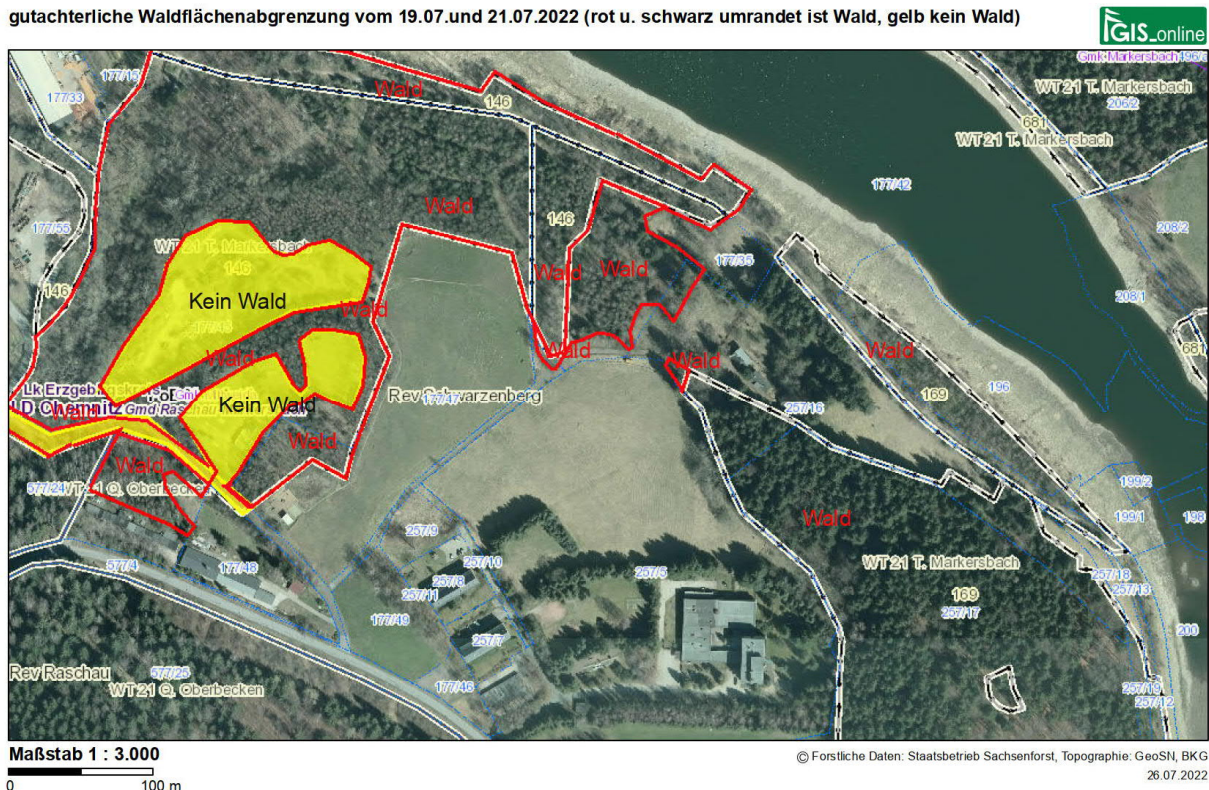 gutachterliche Waldflächenabgrenzung vom 19.07.und 21.07.2022 (rot u. schwarz umrandet ist Wald, gelb kein Wald)
GIS_online
Gmk Markersbach
177/15
177/33
Wald
146
WT 21 T. Markersbach
206/2
681
WT 21 T. Markersbach
177/42
Wald
177/55
146
208/2
WT 21 T. Markersbach
146
177/35
Wald
Wald
146
Kein Wald
208/1
Wald
681
Wald
Wald
Wald
Wald
Lk Erzgebirgskreis
D Chemnitz
Wald
Rev Schwarzenberg
177/47
169
196
Kein Wald
257/16
Wald
Wald
577/24
199/2
199/1
198
Wald
257/9
257/10
577/4
177/48
257/8
257/11
257/5
WT 21 T. Markersbach
169
257/17
257/18
257/13
177/49
257/7
200
Rev Raschau
577/25
WT 21 Q. Oberbecken
177/46
257/19
257/12
Maßstab 1 : 3.000
0 100 m
© Forstliche Daten: Staatsbetrieb Sachsenforst, Topographie: GeoSN, BKG
26.07.2022